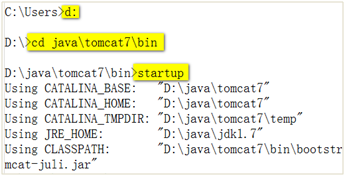 C:\Users>d:
D:\>cd java\tomcat7\bin
D:\java\tomcat7\bin>startup
Using CATALINA_BASE:   "D:\java\tomcat7"
Using CATALINA_HOME:   "D:\java\tomcat7"
Using CATALINA_TMPDIR: "D:\java\tomcat7\temp"
Using JRE_HOME:        "D:\java\jdk1.7"
Using CLASSPATH:       "D:\java\tomcat7\bin\bootstr
mcat-juli.jar"